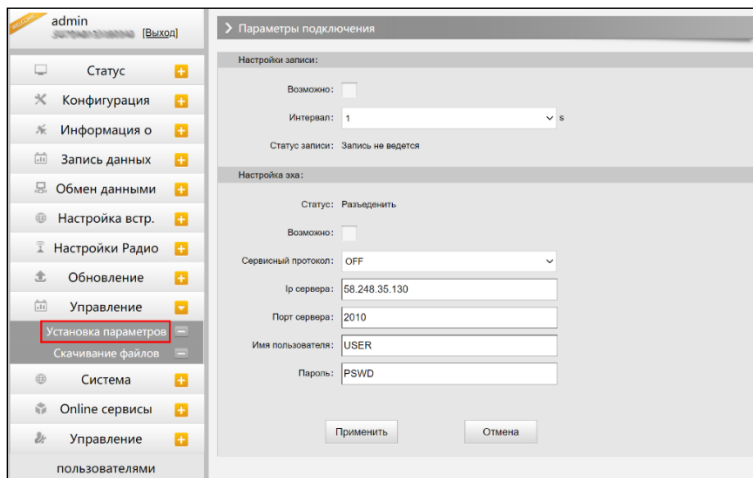 admin
[Выход]
Статус
Конфигурация
Информация о
Запись данных
Обмен данными
Настройка встр.
Настройки Радио
Обновление
Управление
Установка параметров
Скачивание файлов
Система
Online сервисы
Управление
пользователями
Параметры подключения
Настройки записи:
Возможно:
Интервал: 1 s
Статус записи: Запись не ведется
Настройка эха:
Статус: Разъеденить
Возможно:
Сервисный протокол: OFF
Ip сервера: 58.248.35.130
Порт сервера: 2010
Имя пользователя: USER
Пароль: PSWD
Применить Отмена